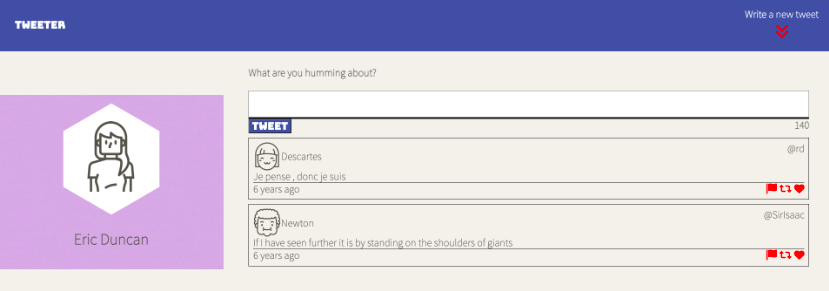 TWEETER
Write a new tweet
What are you humming about?
Eric Duncan
TWEET
140
Descartes
@rd
Je pense , donc je suis
6 years ago
Newton
@SirIsaac
If I have seen further it is by standing on the shoulders of giants
6 years ago